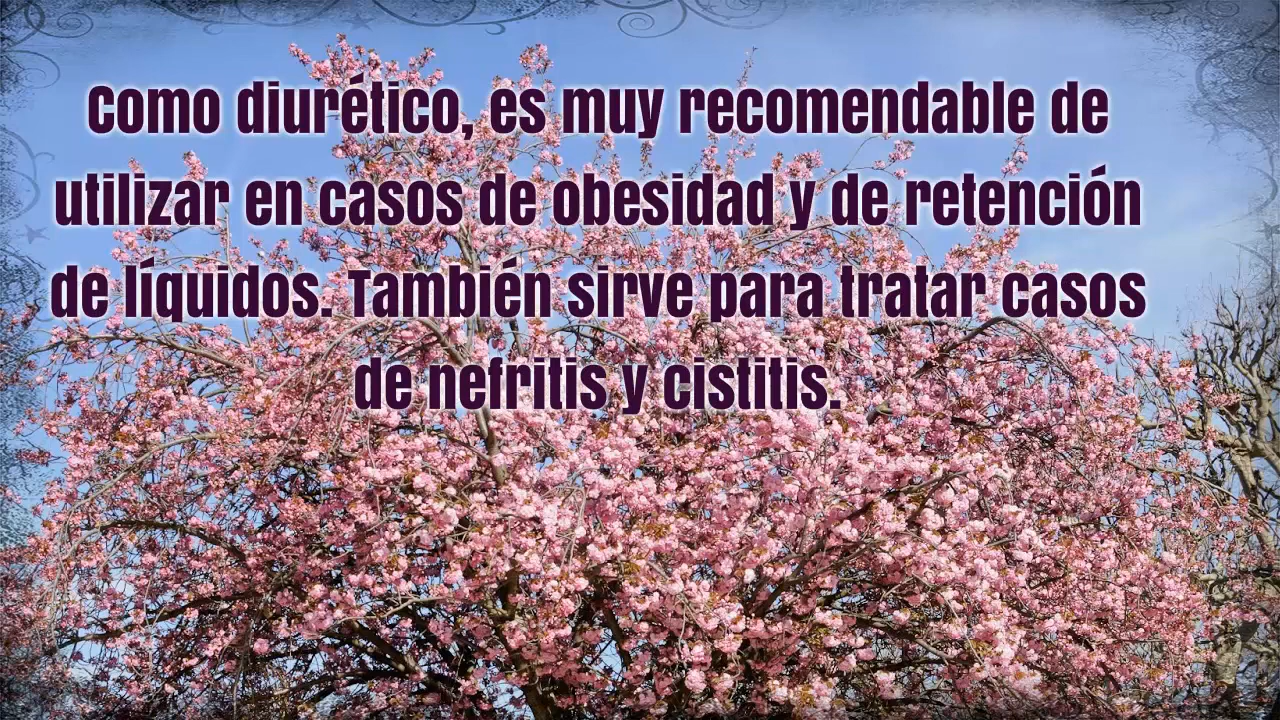 Como diurético, es muy recomendable de
utilizar en casos de obesidad y de retención
de líquidos. También sirve para tratar casos
de nefritis y cistitis.